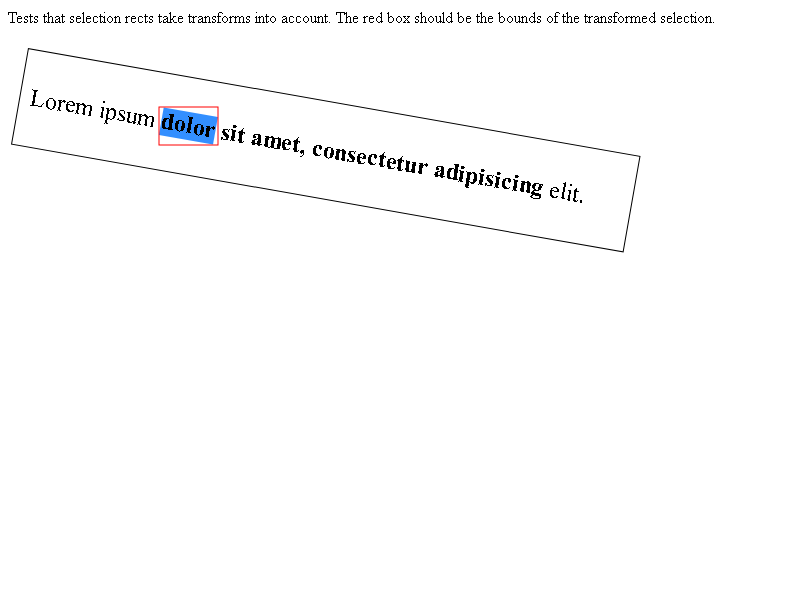 Tests that selection rects take transforms into account. The red box should be the bounds of the transformed selection.
Lorem ipsum dolor sit amet, consectetur adipisicing elit.